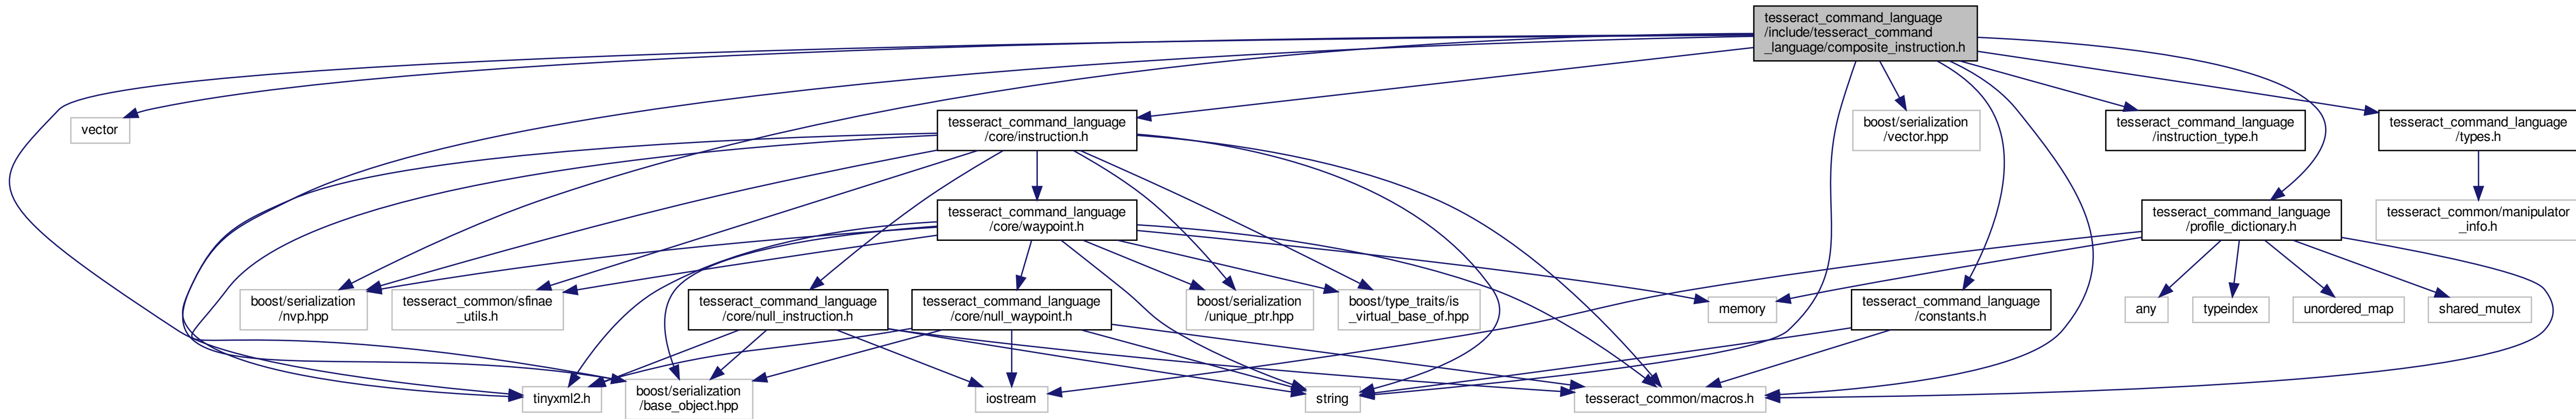 tesseract_command_language
/include/tesseract_command
_language/composite_instruction.h
vector
tesseract_command_language
/core/instruction.h
boost/serialization
/vector.hpp
tesseract_command_language
/instruction_type.h
tesseract_command_language
/types.h
tesseract_command_language
/core/waypoint.h
tesseract_command_language
/profile_dictionary.h
tesseract_common/manipulator
_info.h
boost/serialization
/nvp.hpp
tesseract_common/sfinae
_utils.h
tesseract_command_language
/core/null_instruction.h
tesseract_command_language
/core/null_waypoint.h
boost/serialization
/unique_ptr.hpp
boost/type_traits/is
_virtual_base_of.hpp
memory
tesseract_command_language
/constants.h
any
typeindex
unordered_map
shared_mutex
tinyxml2.h
boost/serialization
/base_object.hpp
iostream
string
tesseract_common/macros.h